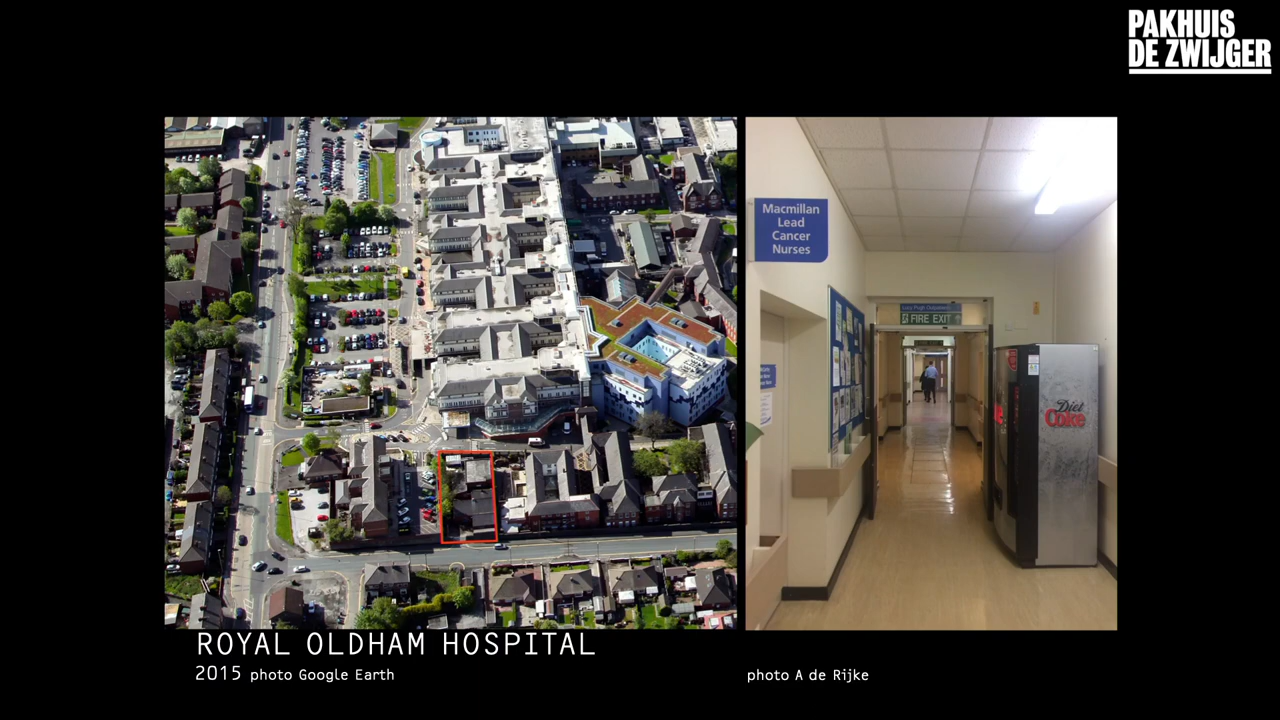 PAKHUIS
DE ZWIJGER
Macmillan
Lead
Cancer
Nurses
FIRE EXIT
Diet
Coke
ROYAL OLDHAM HOSPITAL
2015 photo Google Earth
photo A de Rijke